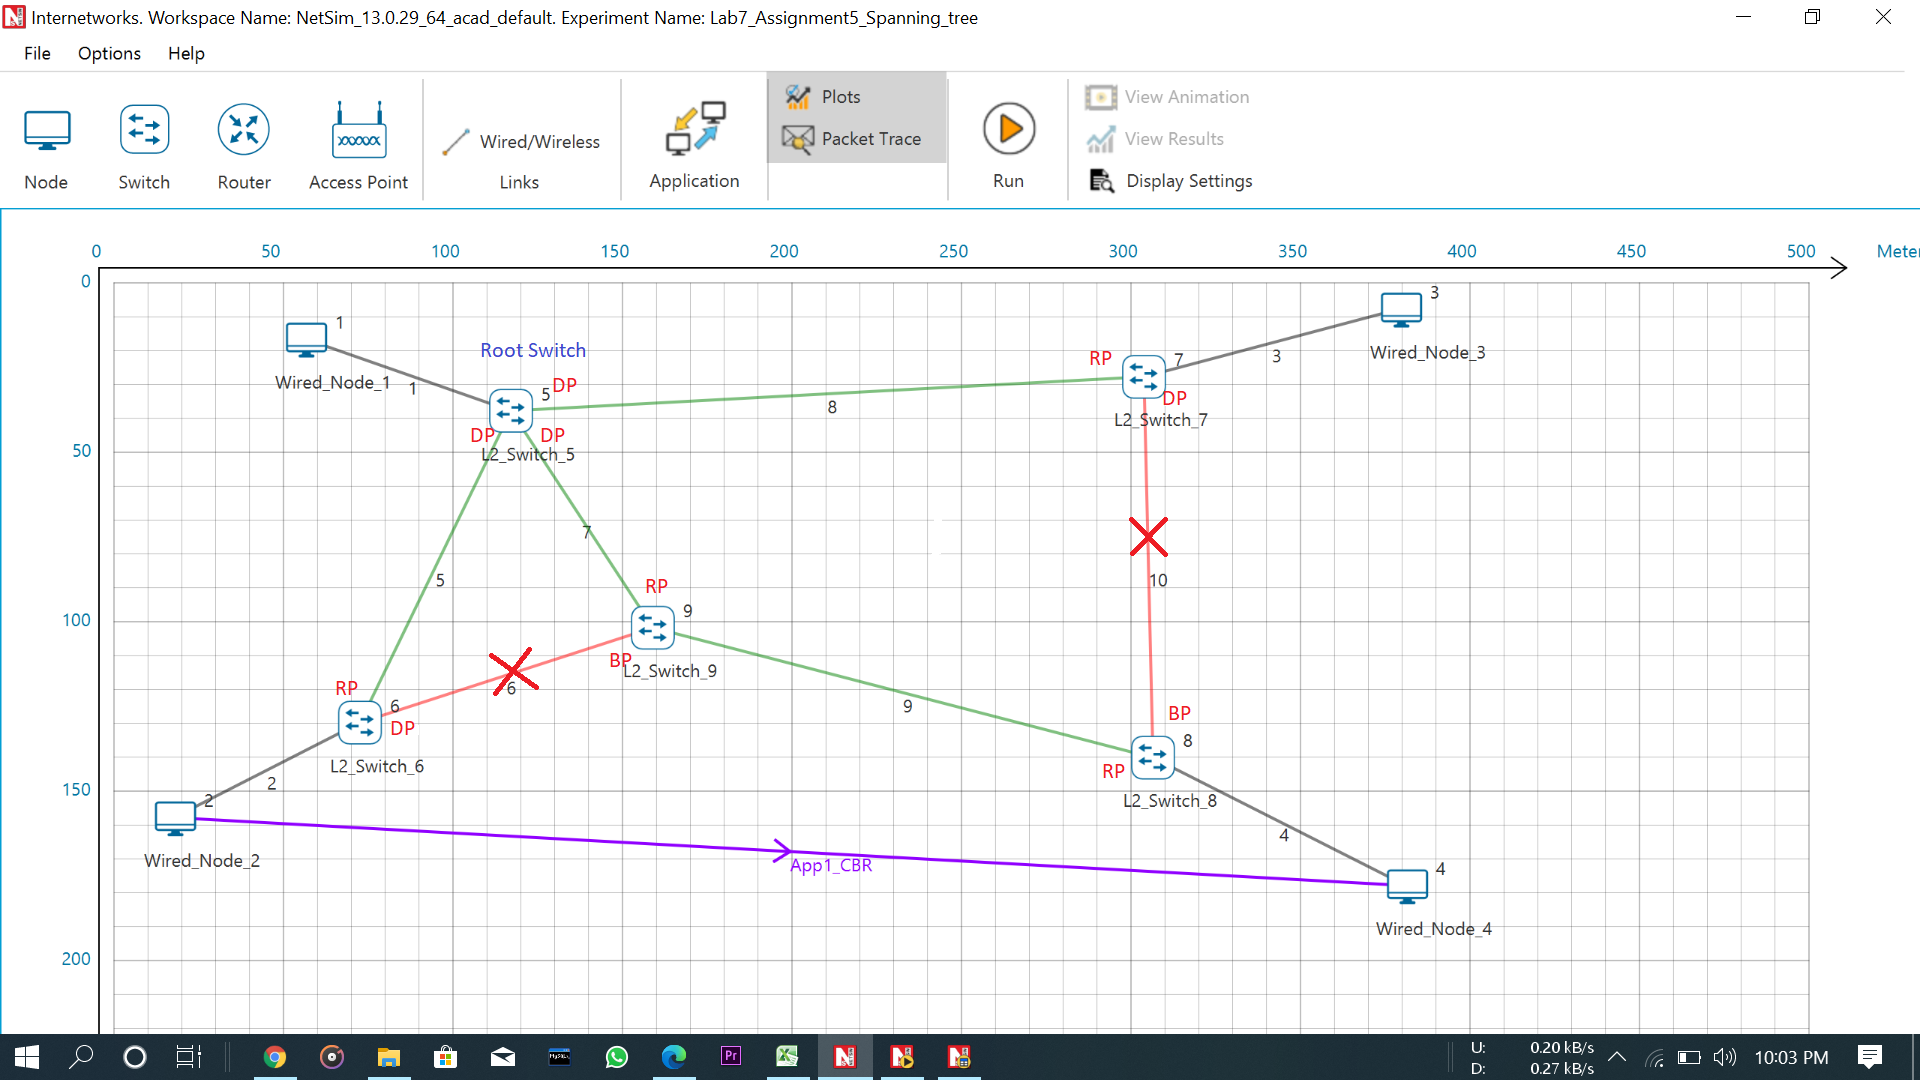 Internetworks. Workspace Name: NetSim_13.0.29_64_acad_default. Experiment Name: Lab7_Assignment5_Spanning_tree
File Options Help
Node
Switch
Router
Access Point
Wired/Wireless
Links
Application
Plots
Packet Trace
Run
View Animation
View Results
Display Settings
0 50 100 150 200 250 300 350 400 450 500 Meter
0
50
100
150
200
1
Wired_Node_1
1
Root Switch
5 DP
DP DP
L2_Switch_5
8
RP 7
DP
L2_Switch_7
3
3
Wired_Node_3
7
5
10
RP
9
BP
L2_Switch_9
6
RP
6
DP
L2_Switch_6
9
BP
8
RP
L2_Switch_8
2
2
Wired_Node_2
App1_CBR
4
4
Wired_Node_4
MySQL
Pr
U: 0.20 kB/s
D: 0.27 kB/s
10:03 PM